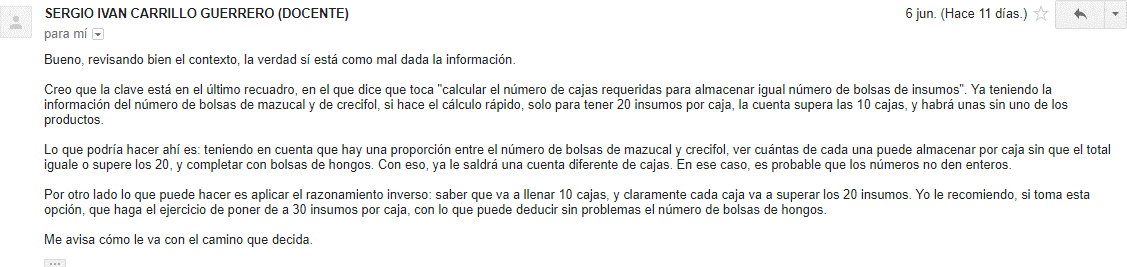 SERGIO IVAN CARRILLO GUERRERO (DOCENTE) 6 jun. (Hace 11 días.)
para mí
Bueno, revisando bien el contexto, la verdad sí está como mal dada la información.
Creo que la clave está en el último recuadro, en el que dice que toca "calcular el número de cajas requeridas para almacenar igual número de bolsas de insumos". Ya teniendo la
información del número de bolsas de mazucal y de crecifol, si hace el cálculo rápido, solo para tener 20 insumos por caja, la cuenta supera las 10 cajas, y habrá unas sin uno de los
productos.
Lo que podría hacer ahí es: teniendo en cuenta que hay una proporción entre el número de bolsas de mazucal y crecifol, ver cuántas de cada una puede almacenar por caja sin que el total
iguale o supere los 20, y completar con bolsas de hongos. Con eso, ya le saldrá una cuenta diferente de cajas. En ese caso, es probable que los números no den enteros.
Por otro lado lo que puede hacer es aplicar el razonamiento inverso: saber que va a llenar 10 cajas, y claramente cada caja va a superar los 20 insumos. Yo le recomiendo, si toma esta
opción, que haga el ejercicio de poner de a 30 insumos por caja, con lo que puede deducir sin problemas el número de bolsas de hongos.
Me avisa cómo le va con el camino que decida.